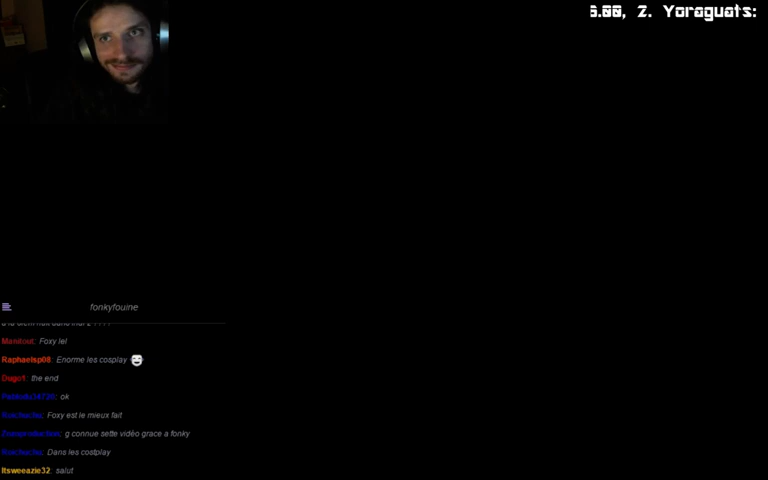 5.00, 2. Yoraguats:
fonkyfouine
Manitout: Foxy lel
Raphaelsp08: Enorme les cosplay
Dugo1: the end
ok
Foxy est le mieux fait
g connue sette vidéo grace a fonky
Dans les costplay
Itsweeazie32: salut